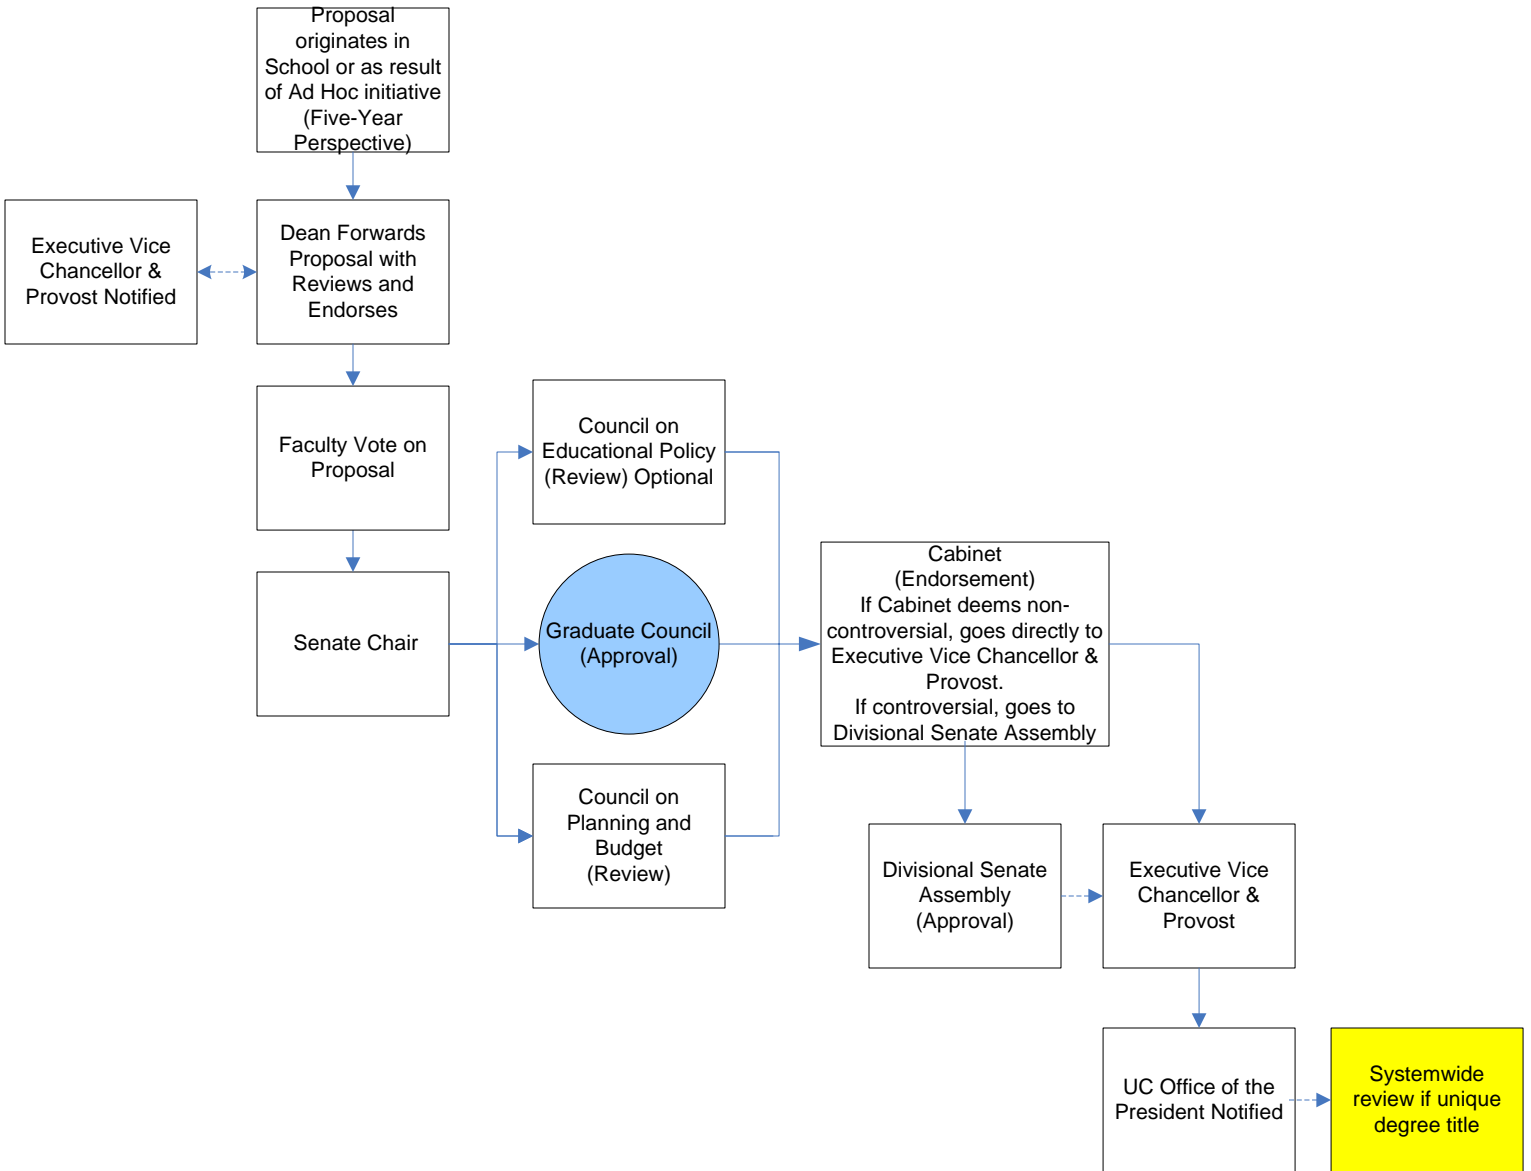 Proposal
originates in
School or as result
of Ad Hoc initiative
(Five-Year
Perspective)
Executive Vice
Chancellor &
Provost Notified
Dean Forwards
Proposal with
Reviews and
Endorses
Faculty Vote on
Proposal
Senate Chair
Council on
Educational Policy
(Review) Optional
Graduate Council
(Approval)
Council on
Planning and
Budget
(Review)
Cabinet
(Endorsement)
If Cabinet deems non-
controversial, goes directly to
Executive Vice Chancellor &
Provost.
If controversial, goes to
Divisional Senate Assembly
Divisional Senate
Assembly
(Approval)
Executive Vice
Chancellor &
Provost
UC Office of the
President Notified
Systemwide
review if unique
degree title